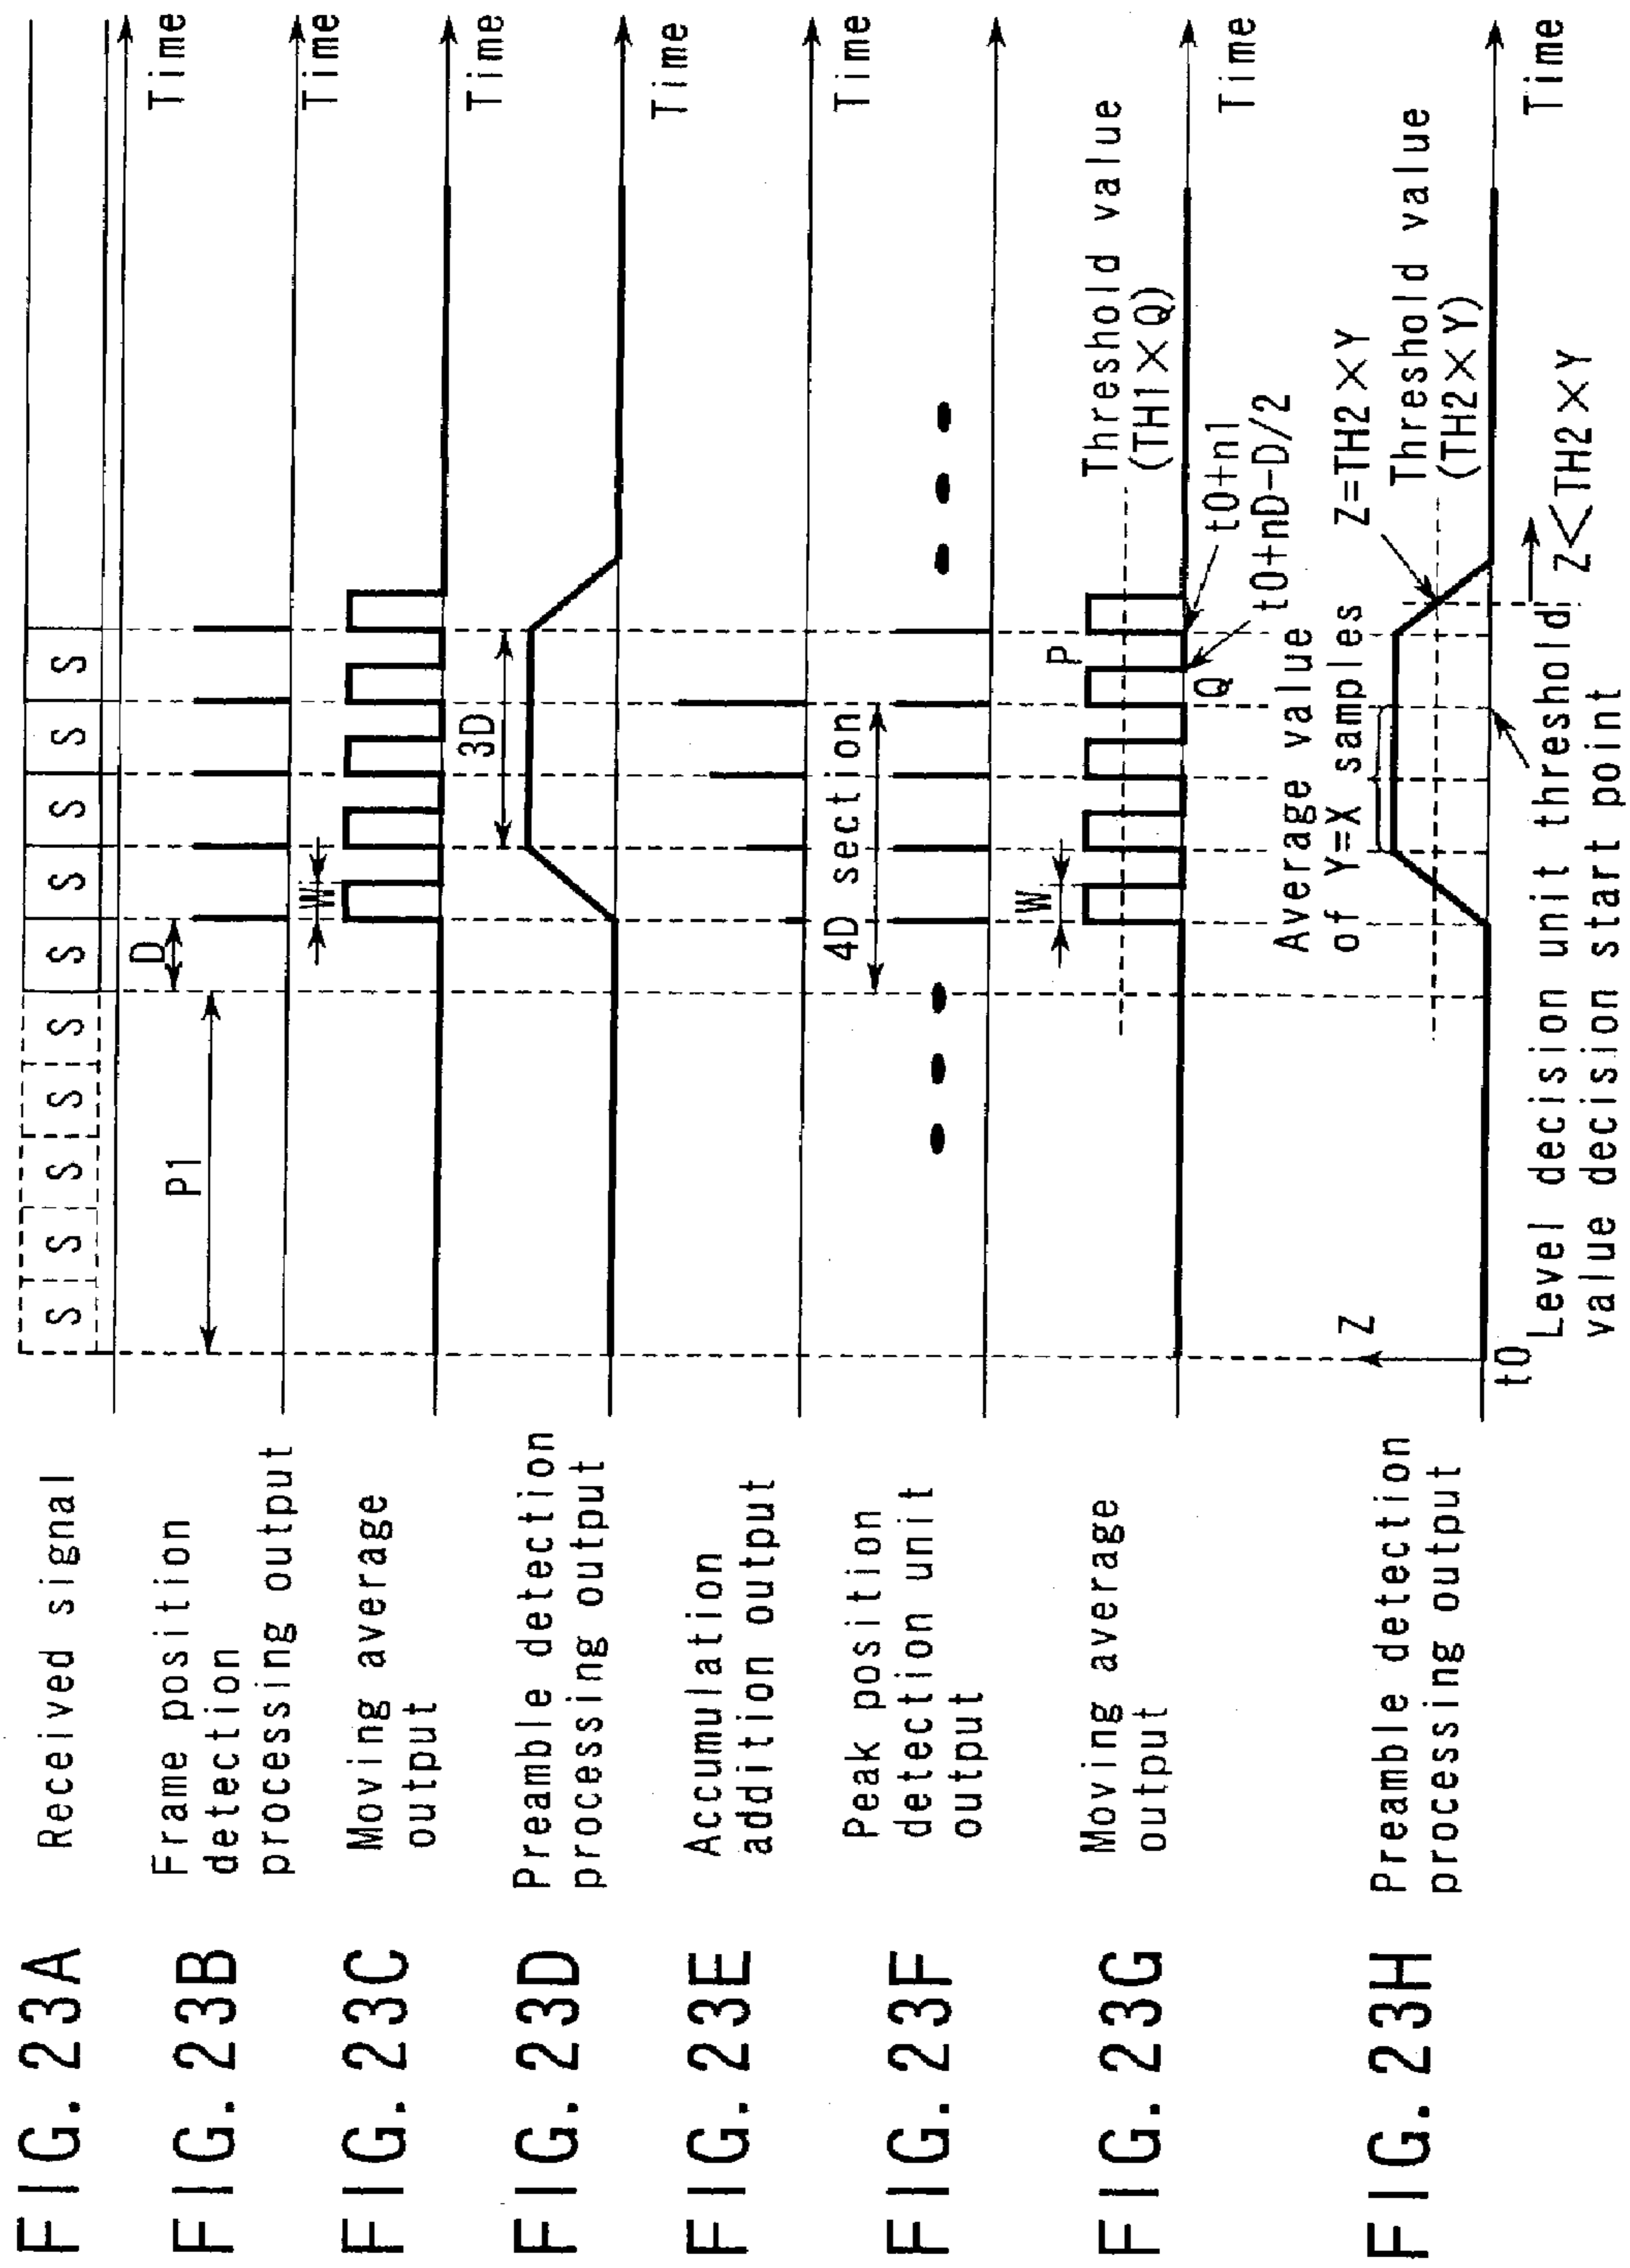 FIG. 23A
Received signal
S S S S S S S S S S
Time
FIG. 23B
Frame position
detection
processing output
P1
D
Time
FIG. 23C
Moving average
output
W
Time
FIG. 23D
Preamble detection
processing output
3D
Time
FIG. 23E
Accumulation
addition output
Time
FIG. 23F
Peak position
detection unit
output
4D section
FIG. 23G
Moving average
output
W
P
Q
Threshold value
(TH1×Q)
t0+n1
t0+nD-D/2
Time
FIG. 23H
Preamble detection
processing output
Z
t0
Average value
of Y=X samples
Z=TH2×Y
Threshold value
(TH2×Y)
Time
Level decision unit threshold
value decision start point
Z<TH2×Y